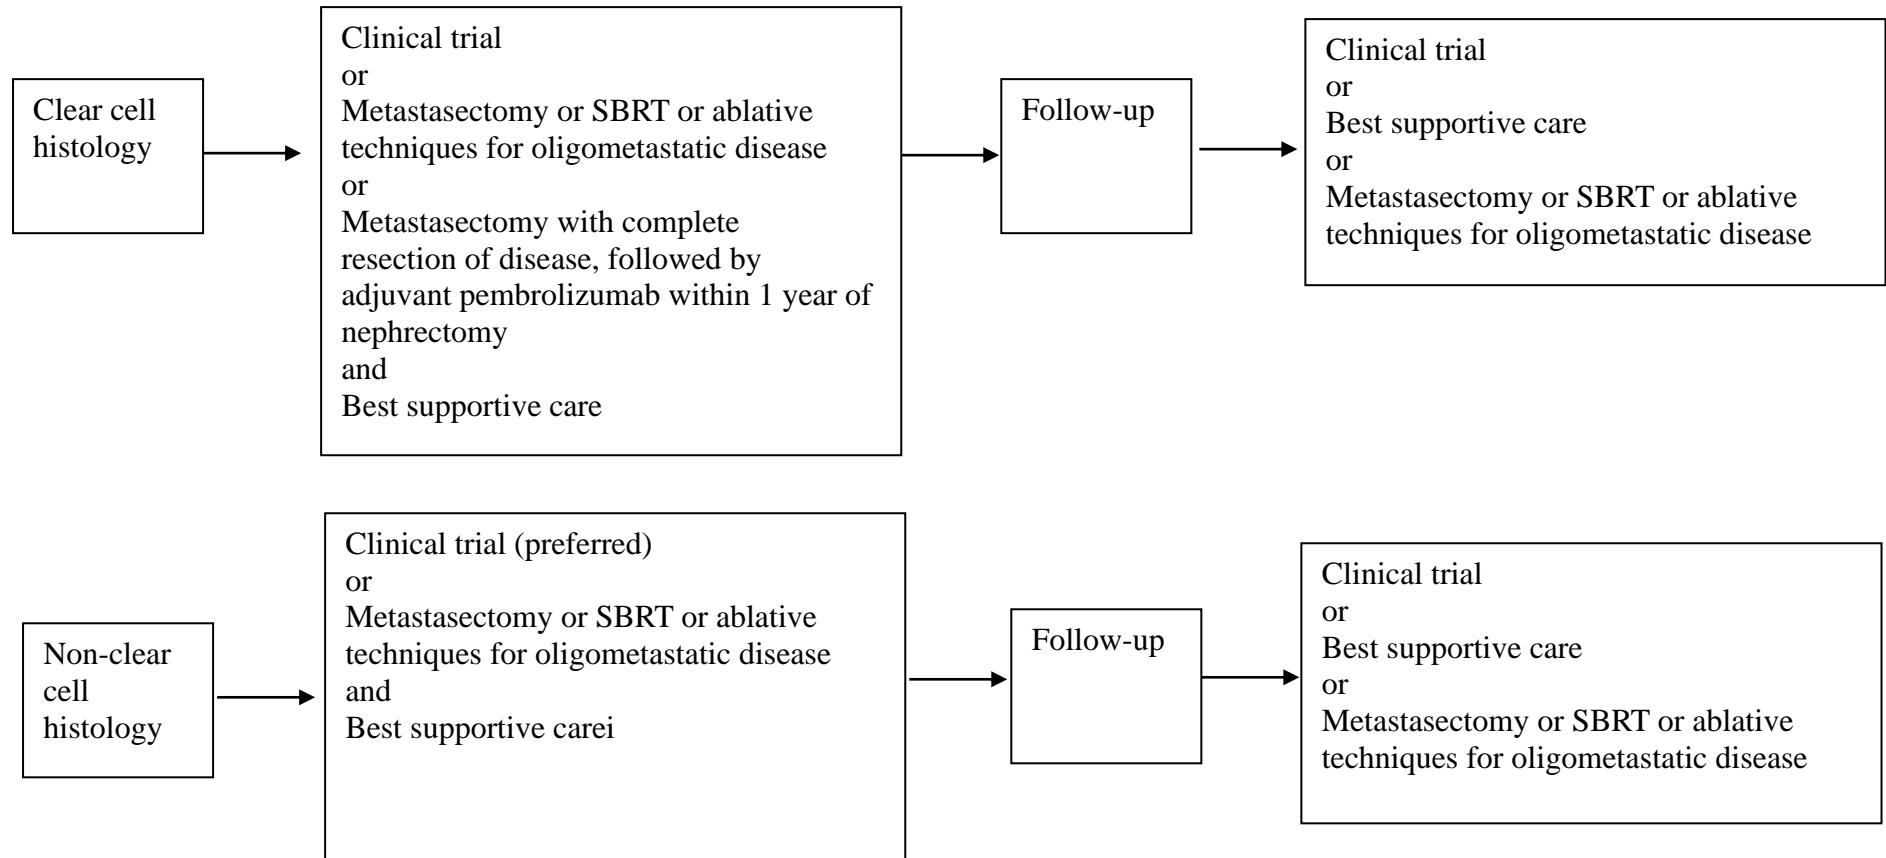 Clear cell
histology
Clinical trial
or
Metastasectomy or SBRT or ablative
techniques for oligometastatic disease
or
Metastasectomy with complete
resection of disease, followed by
adjuvant pembrolizumab within 1 year of
nephrectomy
and
Best supportive care
Follow-up
Clinical trial
or
Best supportive care
or
Metastasectomy or SBRT or ablative
techniques for oligometastatic disease
Non-clear
cell
histology
Clinical trial (preferred)
or
Metastasectomy or SBRT or ablative
techniques for oligometastatic disease
and
Best supportive carei
Follow-up
Clinical trial
or
Best supportive care
or
Metastasectomy or SBRT or ablative
techniques for oligometastatic disease